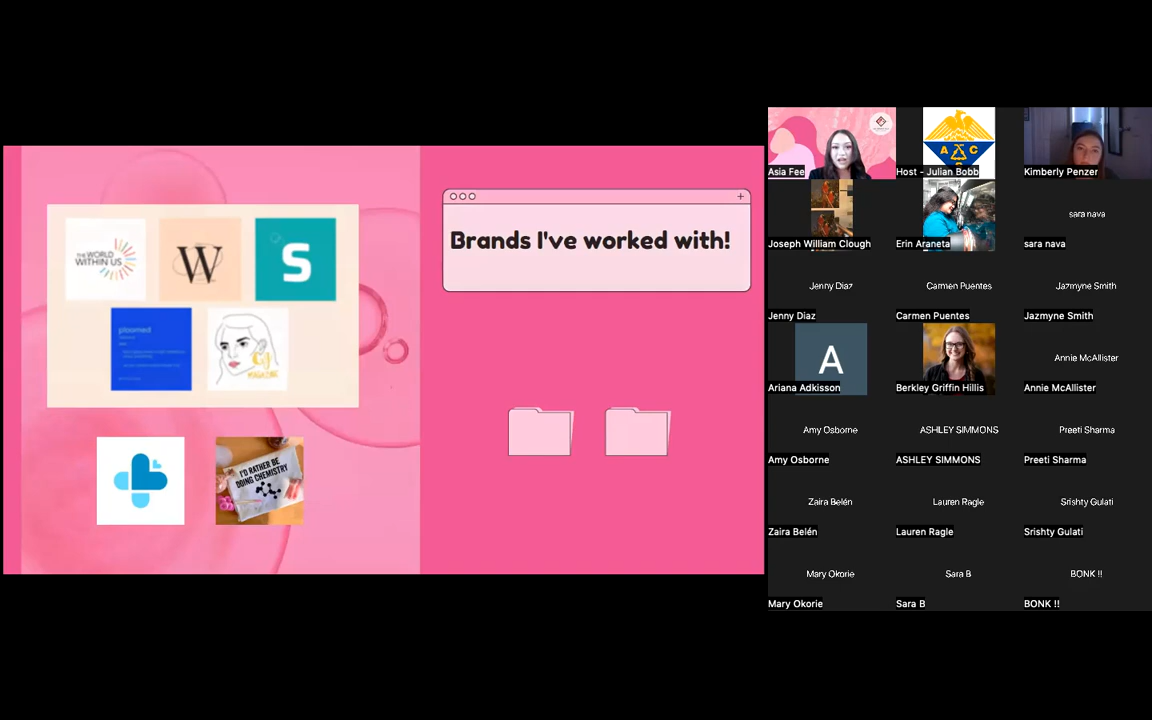 THE WORLD
WITHIN US
W
S
ploomed
MAGAZINE
I'D RATHER BE
DOING CHEMISTRY
Brands I've worked with!
Asia Fee
A C
S
Host - Julian Bobb
Kimberly Penzer
Joseph William Clough
Erin Araneta
sara nava
sara nava
Jenny Diaz
Jenny Diaz
Carmen Puentes
Carmen Puentes
Jazmyne Smith
Jazmyne Smith
A
Ariana Adkisson
Berkley Griffin Hillis
Annie McAllister
Annie McAllister
Amy Osborne
Amy Osborne
ASHLEY SIMMONS
ASHLEY SIMMONS
Preeti Sharma
Preeti Sharma
Zaira Belén
Zaira Belén
Lauren Ragle
Lauren Ragle
Srishty Gulati
Srishty Gulati
Mary Okorie
Mary Okorie
Sara B
Sara B
BONK !!
BONK !!